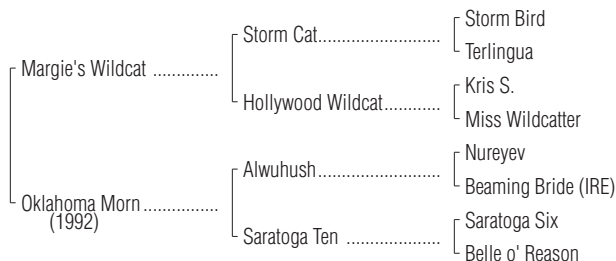 Storm Bird
Storm Cat..............................
Terlingua
Margie's Wildcat ..............
Kris S.
Hollywood Wildcat.................
Miss Wildcatter
Nureyev
Alwuhush..............................
Beaming Bride (IRE)
Oklahoma Morn................
(1992)
Saratoga Six
Saratoga Ten ........................
Belle o' Reason